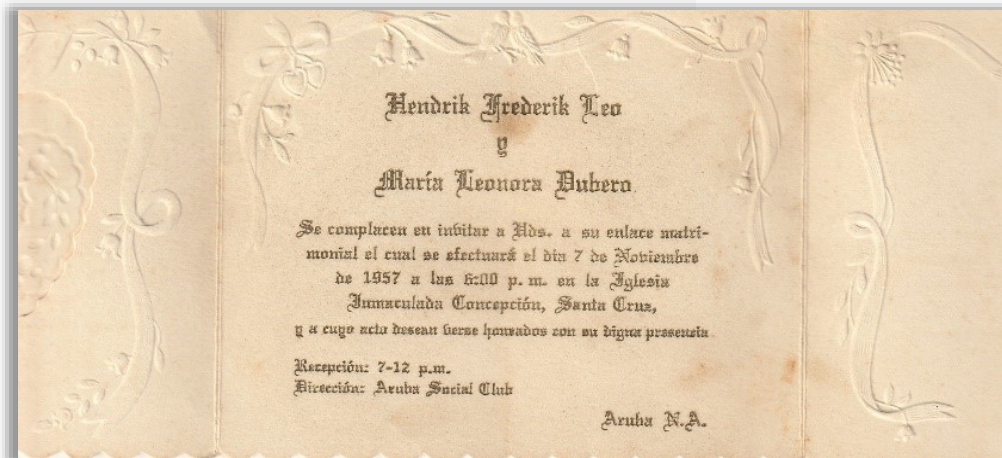 Hendrik Frederik Leo
y
María Leonora Dubero
Se complacen en invitar a Uds. a su enlace matri-
monial el cual se efectuará el dia 7 de Noviembre
de 1957 a las 6:00 p. m. en la Iglesia
Inmaculada Concepción, Santa Cruz,
y a cuyo acto desean verse honrados con su digna presencia
Recepción: 7-12 p.m.
Dirección: Aruba Social Club
Aruba N.A.